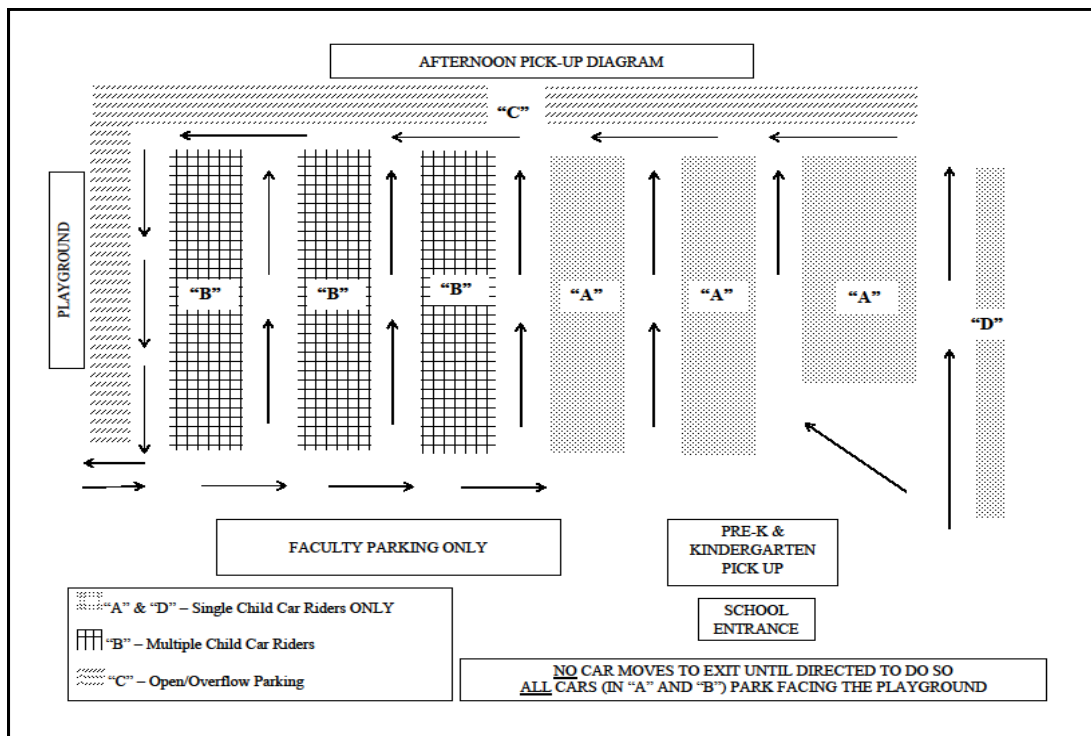 AFTERNOON PICK-UP DIAGRAM
“C”
PLAYGROUND
“B”
“B”
“B”
“A”
“A”
“A”
“D”
FACULTY PARKING ONLY
PRE-K &
KINDERGARTEN
PICK UP
“A” & “D” – Single Child Car Riders ONLY
“B” – Multiple Child Car Riders
“C” – Open/Overflow Parking
SCHOOL
ENTRANCE
NO CAR MOVES TO EXIT UNTIL DIRECTED TO DO SO
ALL CARS (IN “A” AND “B”) PARK FACING THE PLAYGROUND